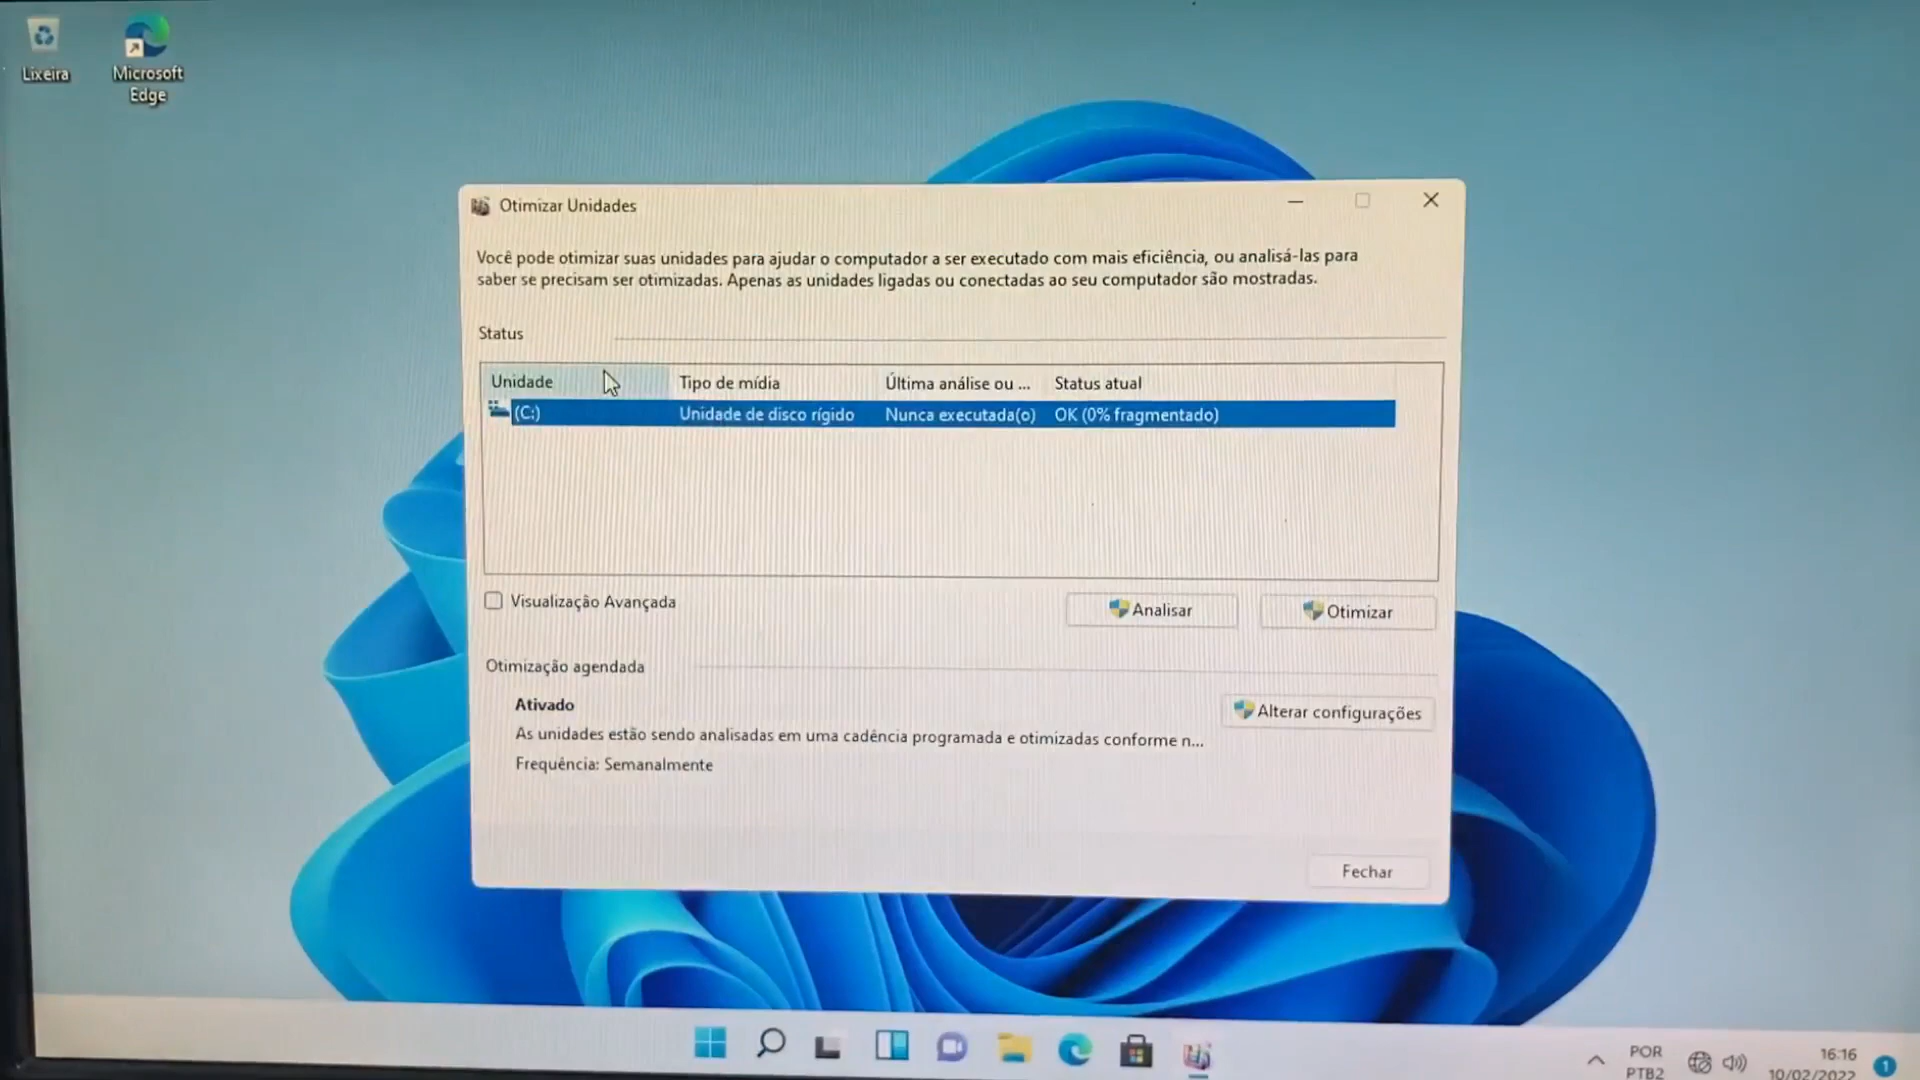 Lixeira
Microsoft
Edge
Otimizar Unidades
Você pode otimizar suas unidades para ajudar o computador a ser executado com mais eficiência, ou analisá-las para
saber se precisam ser otimizadas. Apenas as unidades ligadas ou conectadas ao seu computador são mostradas.
Status
Unidade Tipo de mídia Última análise ou ... Status atual
(C:) Unidade de disco rígido Nunca executada(o) OK (0% fragmentado)
Visualização Avançada
Analisar Otimizar
Otimização agendada
Ativado
Alterar configurações
As unidades estão sendo analisadas em uma cadência programada e otimizadas conforme n...
Frequência: Semanalmente
Fechar
POR
PTB2
16:16
10/02/2022
1